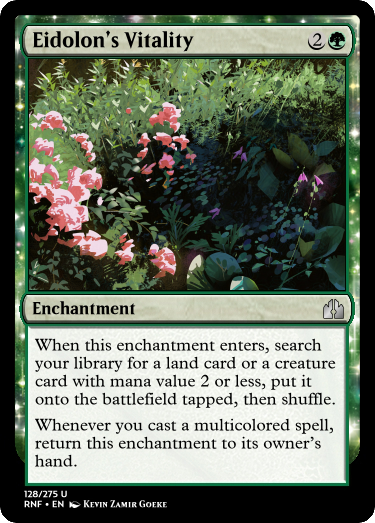 Eidolon's Vitality 2
Enchantment
When this enchantment enters, search
your library for a land card or a creature
card with mana value 2 or less, put it
onto the battlefield tapped, then shuffle.
Whenever you cast a multicolored spell,
return this enchantment to its owner's
hand.
128/275 U
RNF • EN Kevin Zamir Goeke